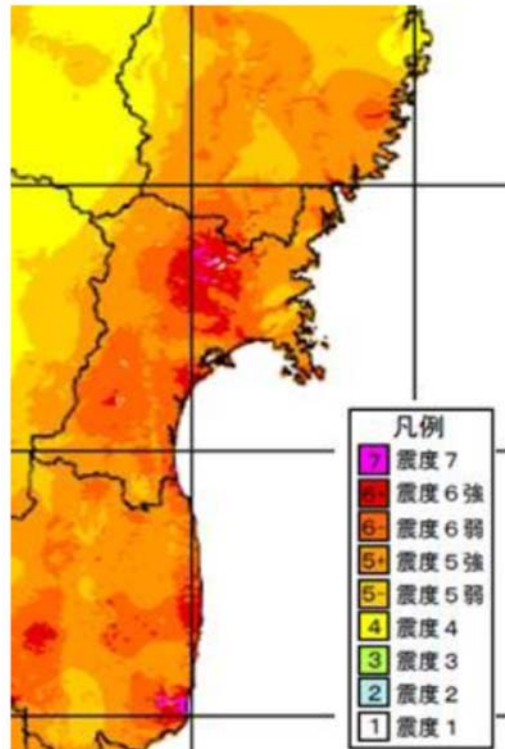 凡例
7 震度7
6+ 震度6強
6- 震度6弱
5+ 震度5強
5- 震度5弱
4 震度4
3 震度3
2 震度2
1 震度1